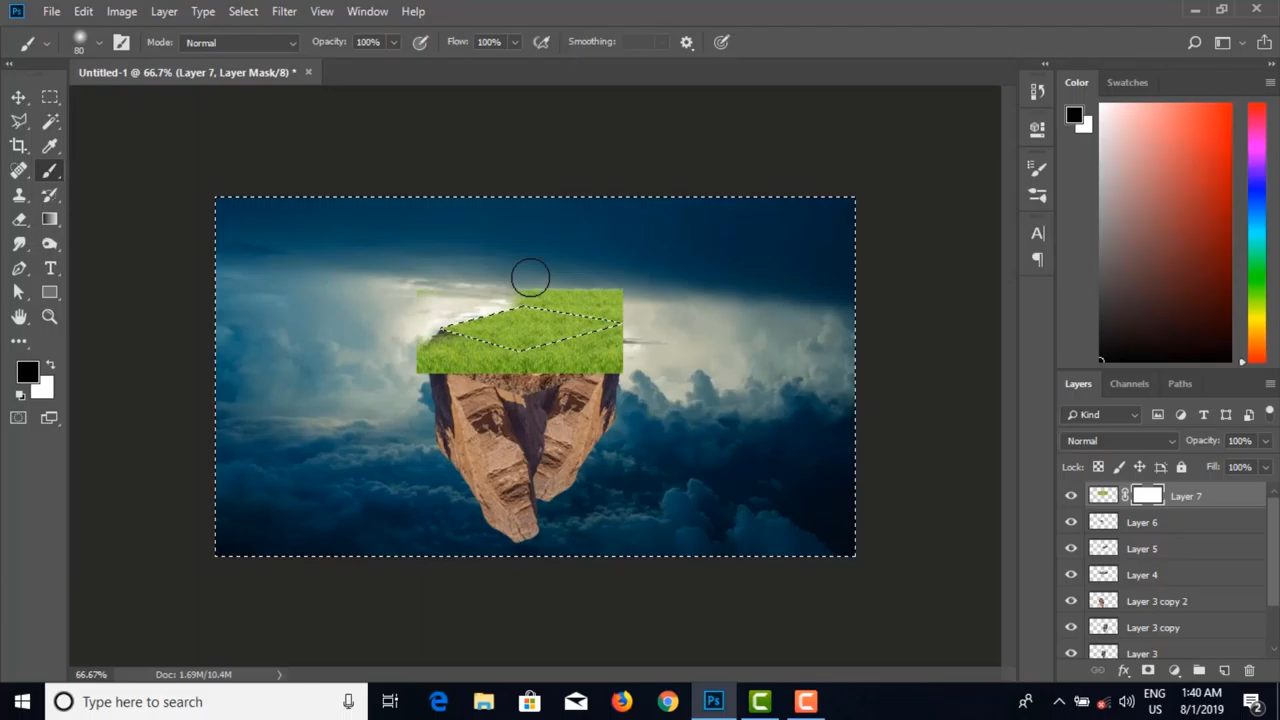 Ps File Edit Image Layer Type Select Filter View Window Help
80 Mode: Normal Opacity: 100% Flow: 100% Smoothing:
Untitled-1 @ 66.7% (Layer 7, Layer Mask/8) * ×
Color Swatches
Layers Channels Paths
Kind
Normal Opacity: 100%
Lock: Fill: 100%
Layer 7
Layer 6
Layer 5
Layer 4
Layer 3 copy 2
Layer 3 copy
Layer 3
66.67% Doc: 1.69M/10.4M
Type here to search
ENG 1:40 AM
US 8/1/2019
2